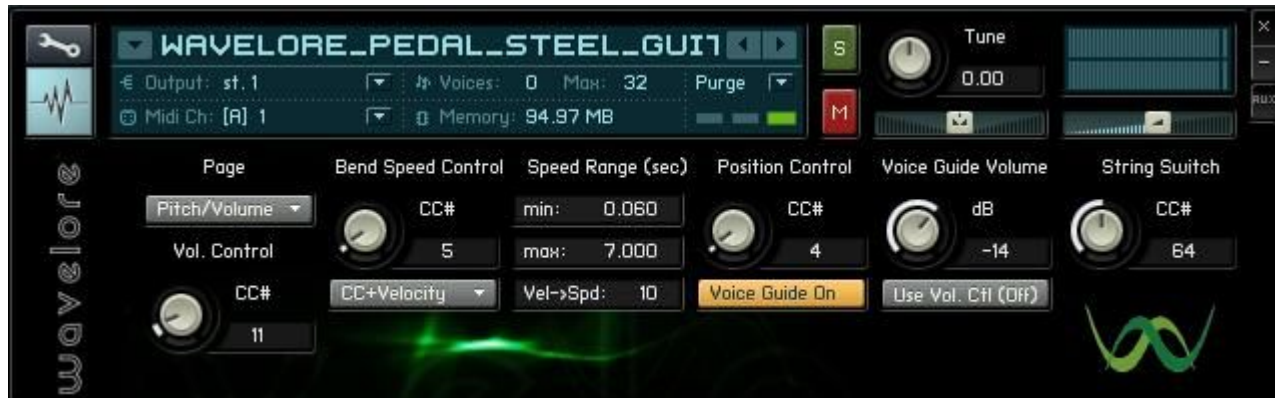 WAVELORE_PEDAL_STEEL_GUIT
S
Tune
0.00
Output: st. 1
Voices: 0 Max: 32
Purge
Midi Ch: [A] 1
Memory: 94.97 MB
M
×
-
AUX
wavelore
Page
Bend Speed Control
Speed Range (sec)
Position Control
Voice Guide Volume
String Switch
Pitch/Volume
CC#
min: 0.060
CC#
dB
CC#
Vol. Control
5
max: 7.000
4
-14
64
CC#
CC+Velocity
Vel->Spd: 10
Voice Guide On
Use Vol. Ctl (Off)
11